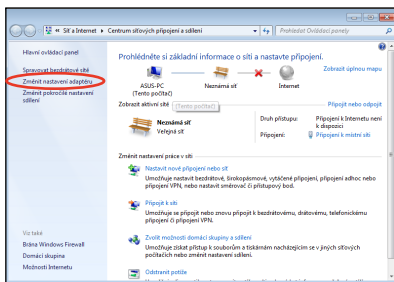 « Síť a Internet ▸ Centrum síťových připojení a sdílení
Prohledat Ovládací panely
Hlavní ovládací panel
Spravovat bezdrátové sítě
Změnit nastavení adaptéru
Změnit pokročilé nastavení
sdílení
Prohlédněte si základní informace o síti a nastavte připojení.
Zobrazit úplnou mapu
ASUS-PC
(Tento počítač)
Neznámá síť
Internet
Zobrazit aktivní sítě
(Tento počítač)
Připojit nebo odpojit
Neznámá síť
Veřejná síť
Druh přístupu:
Připojení k Internetu není
k dispozici
Připojení:
Připojení k místní síti
Změnit nastavení práce v síti
Nastavit nové připojení nebo síť
Umožňuje nastavit bezdrátové, širokopásmové, vytáčené připojení, připojení adhoc nebo
připojení VPN, nebo nastavit směrovač či přístupový bod.
Připojit k síti
Umožňuje se připojit nebo znovu připojit k bezdrátovému, drátovému, telefonickému
připojení či připojení VPN.
Zvolit možnosti domácí skupiny a sdílení
Umožňuje získat přístup k souborům a tiskárnám nacházejícím se v jiných síťových
počítačích nebo změnit nastavení sdílení.
Odstranit potíže
Viz také
Brána Windows Firewall
Domácí skupina
Možnosti Internetu